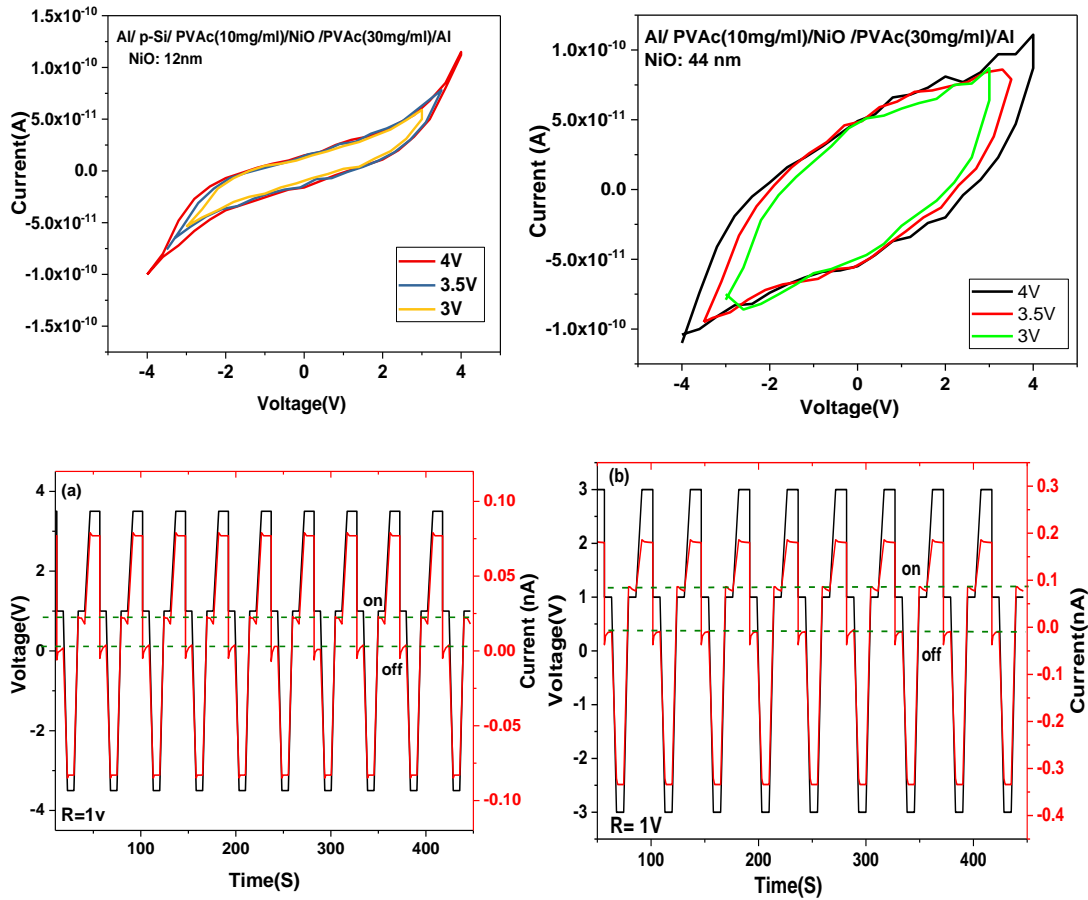 Al/ p-Si/ PVAc(10mg/ml)/NiO /PVAc(30mg/ml)/Al
NiO: 12nm
1.5x10⁻¹⁰
1.0x10⁻¹⁰
5.0x10⁻¹¹
0.0
-5.0x10⁻¹¹
-1.0x10⁻¹⁰
-1.5x10⁻¹⁰
Current(A)
4V
3.5V
3V
-4 -2 0 2 4
Voltage(V)
Al/ PVAc(10mg/ml)/NiO /PVAc(30mg/ml)/Al
NiO: 44 nm
1.0x10⁻¹⁰
5.0x10⁻¹¹
0.0
-5.0x10⁻¹¹
-1.0x10⁻¹⁰
Current (A)
4V
3.5V
3V
-4 -2 0 2 4
Voltage(V)
(a)
4
2
0
-2
-4
Voltage(V)
on
off
R=1v
0.10
0.05
0.00
-0.05
-0.10
Current (nA)
100 200 300 400
Time(S)
(b)
3
2
1
0
-1
-2
-3
Voltage(V)
on
off
R= 1V
0.3
0.2
0.1
0.0
-0.1
-0.2
-0.3
-0.4
Current(nA)
100 200 300 400
Time(S)